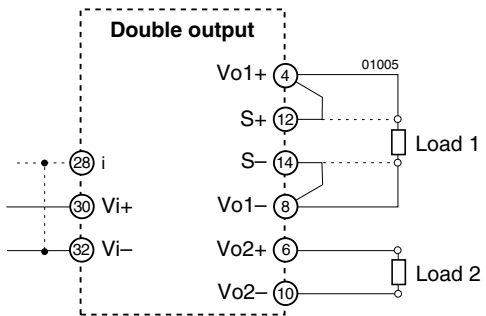 Double output
Vo1+ 4 01005
S+ 12
Load 1
S– 14
28 i
30 Vi+
Vo1– 8
32 Vi–
Vo2+ 6
Load 2
Vo2– 10